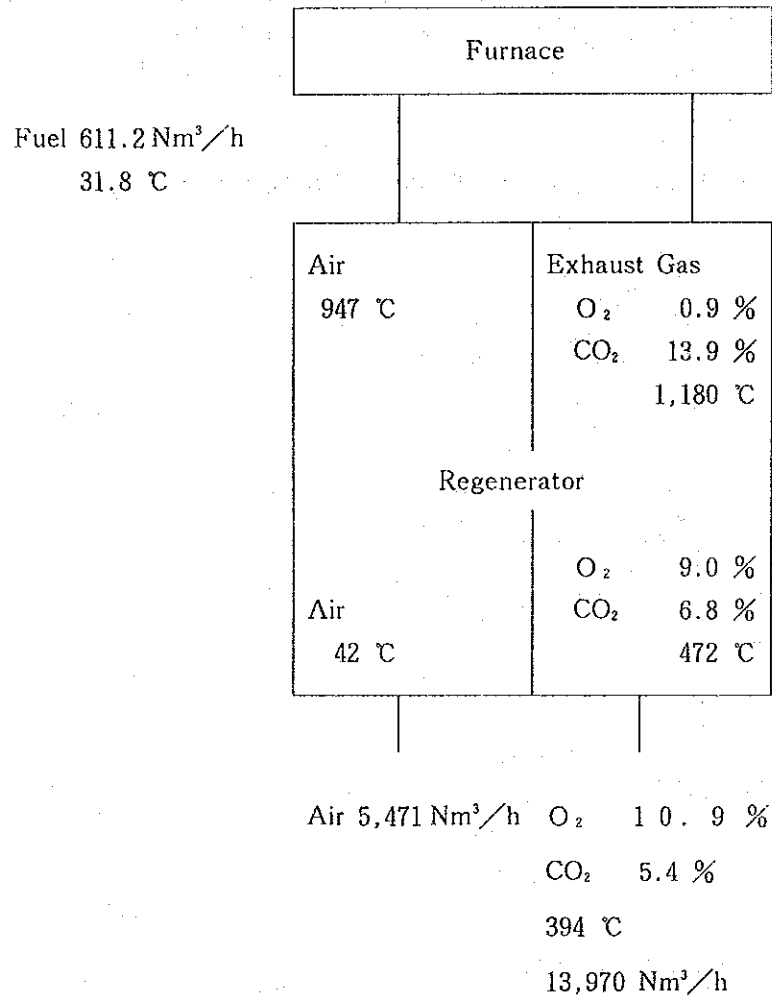 Furnace
Fuel 611.2 Nm³/h
31.8 ℃
Air
947 ℃
Exhaust Gas
O₂ 0.9 %
CO₂ 13.9 %
1,180 ℃
Regenerator
O₂ 9.0 %
CO₂ 6.8 %
472 ℃
Air
42 ℃
Air 5,471 Nm³/h
O₂ 10.9 %
CO₂ 5.4 %
394 ℃
13,970 Nm³/h